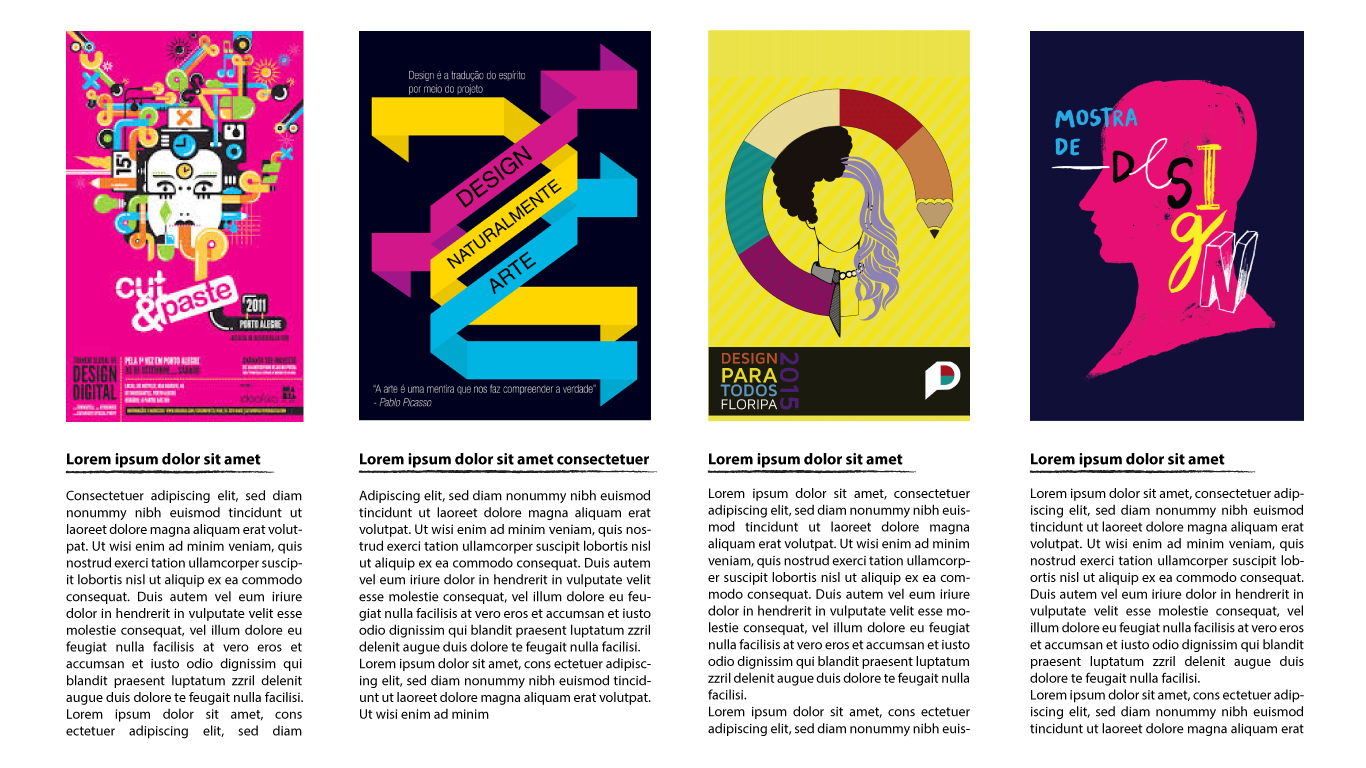 15'
cut
&
paste
2011
PORTO ALEGRE
DESIGN
DIGITAL
PELA 1ª VEZ EM PORTO ALEGRE
Design é a tradução do espírito
por meio do projeto
DESIGN
NATURALMENTE
ARTE
"A arte é uma mentira que nos faz compreender a verdade"
- Pablo Picasso
DESIGN
PARA
TODOS
FLORIPA
2015
MOSTRA
DE
DESIgN
Lorem ipsum dolor sit amet
Consectetuer adipiscing elit, sed diam
nonummy nibh euismod tincidunt ut
laoreet dolore magna aliquam erat volut-
pat. Ut wisi enim ad minim veniam, quis
nostrud exerci tation ullamcorper suscip-
it lobortis nisl ut aliquip ex ea commodo
consequat. Duis autem vel eum iriure
dolor in hendrerit in vulputate velit esse
molestie consequat, vel illum dolore eu
feugiat nulla facilisis at vero eros et
accumsan et iusto odio dignissim qui
blandit praesent luptatum zzril delenit
augue duis dolore te feugait nulla facilisi.
Lorem ipsum dolor sit amet, cons
ectetuer adipiscing elit, sed diam
Lorem ipsum dolor sit amet consectetuer
Adipiscing elit, sed diam nonummy nibh euismod
tincidunt ut laoreet dolore magna aliquam erat
volutpat. Ut wisi enim ad minim veniam, quis nos-
trud exerci tation ullamcorper suscipit lobortis nisl
ut aliquip ex ea commodo consequat. Duis autem
vel eum iriure dolor in hendrerit in vulputate velit
esse molestie consequat, vel illum dolore eu feu-
giat nulla facilisis at vero eros et accumsan et iusto
odio dignissim qui blandit praesent luptatum zzril
delenit augue duis dolore te feugait nulla facilisi.
Lorem ipsum dolor sit amet, cons ectetuer adipisc-
ing elit, sed diam nonummy nibh euismod tincid-
unt ut laoreet dolore magna aliquam erat volutpat.
Ut wisi enim ad minim
Lorem ipsum dolor sit amet
Lorem ipsum dolor sit amet, consectetuer
adipiscing elit, sed diam nonummy nibh euis-
mod tincidunt ut laoreet dolore magna
aliquam erat volutpat. Ut wisi enim ad minim
veniam, quis nostrud exerci tation ullamcorp-
er suscipit lobortis nisl ut aliquip ex ea com-
modo consequat. Duis autem vel eum iriure
dolor in hendrerit in vulputate velit esse mo-
lestie consequat, vel illum dolore eu feugiat
nulla facilisis at vero eros et accumsan et iusto
odio dignissim qui blandit praesent luptatum
zzril delenit augue duis dolore te feugait nulla
facilisi.
Lorem ipsum dolor sit amet, cons ectetuer
adipiscing elit, sed diam nonummy nibh euis-
Lorem ipsum dolor sit amet
Lorem ipsum dolor sit amet, consectetuer adip-
iscing elit, sed diam nonummy nibh euismod
tincidunt ut laoreet dolore magna aliquam erat
volutpat. Ut wisi enim ad minim veniam, quis
nostrud exerci tation ullamcorper suscipit lob-
ortis nisl ut aliquip ex ea commodo consequat.
Duis autem vel eum iriure dolor in hendrerit in
vulputate velit esse molestie consequat, vel
illum dolore eu feugiat nulla facilisis at vero eros
et accumsan et iusto odio dignissim qui blandit
praesent luptatum zzril delenit augue duis
dolore te feugait nulla facilisi.
Lorem ipsum dolor sit amet, cons ectetuer adip-
iscing elit, sed diam nonummy nibh euismod
tincidunt ut laoreet dolore magna aliquam erat